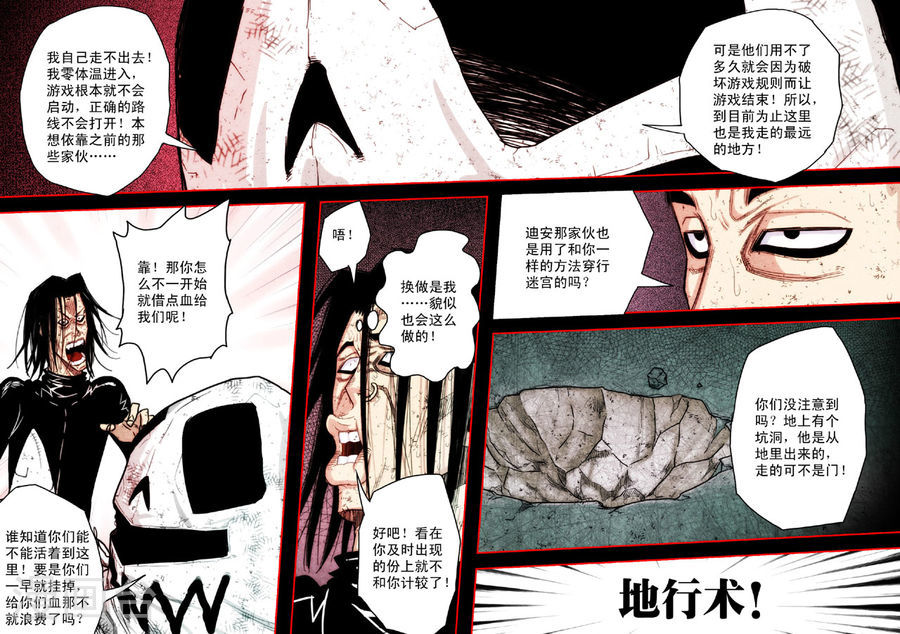 我自己走不出去！
我零体温进入，
游戏根本就不会
启动，正确的路
线不会打开！本
想依靠之前的那
些家伙……
可是他们用不了
多久就会因为破
坏游戏规则而让
游戏结束！所以，
到目前为止这里
也是我走的最远
的地方！
靠！那你怎
么不一开始
就借点血给
我们呢！
谁知道你们能
不能活着到这
里！要是你们
一早就挂掉，
给你们血那不
就浪费了吗？
唔！
换做是我
……貌似
也会这么
做的！
好吧！看在
你及时出现
的份上就不
和你计较了！
迪安那家伙也
是用了和你一
样的方法穿行
迷宫的吗？
你们没注意到
吗？地上有个
坑洞，他是从
地里出来的，
走的可不是门！
地行术！